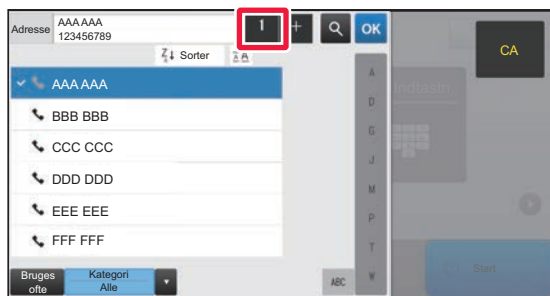 Adresse
AAA AAA
123456789
1
+
OK
CA
Sorter
AAA AAA
BBB BBB
CCC CCC
DDD DDD
EEE EEE
FFF FFF
A
D
G
J
M
P
T
W
Indtastn
Start
Bruges
ofte
Kategori
Alle
ABC